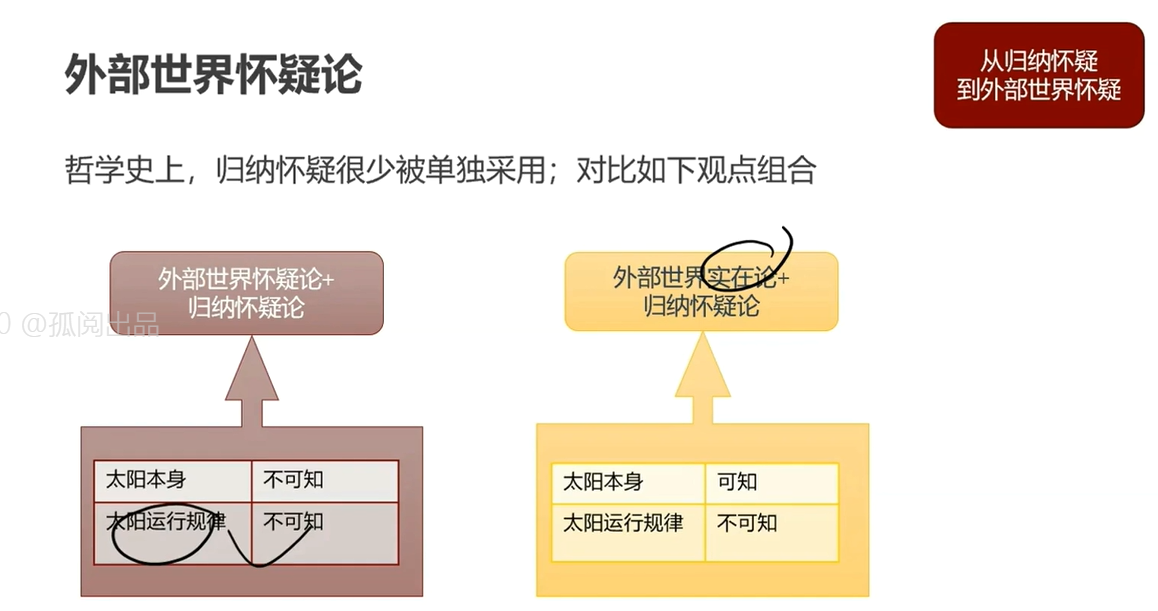 外部世界怀疑论
从归纳怀疑
到外部世界怀疑
哲学史上，归纳怀疑很少被单独采用；对比如下观点组合
外部世界怀疑论+
归纳怀疑论
外部世界实在论+
归纳怀疑论
@孤阅出品
太阳本身 不可知
太阳运行规律 不可知
太阳本身 可知
太阳运行规律 不可知